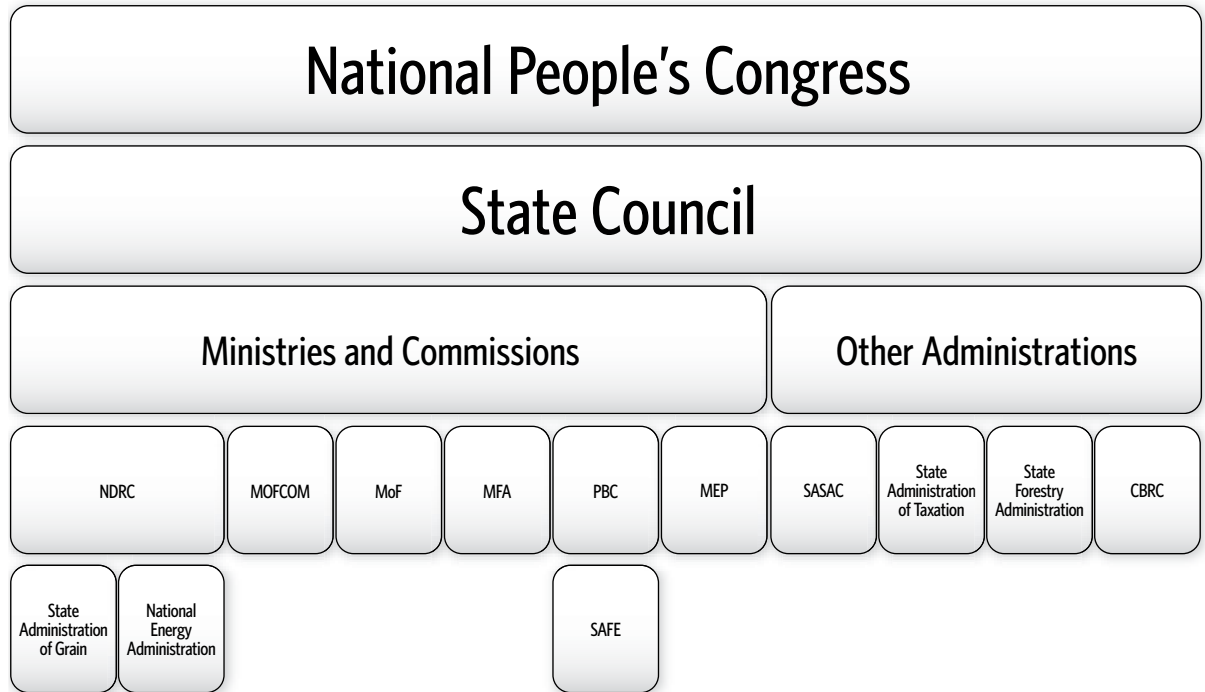 National People's Congress
State Council
Ministries and Commissions
Other Administrations
NDRC
MOFCOM
MoF
MFA
PBC
MEP
SASAC
State
Administration
of Taxation
State
Forestry
Administration
CBRC
State
Administration
of Grain
National
Energy
Administration
SAFE